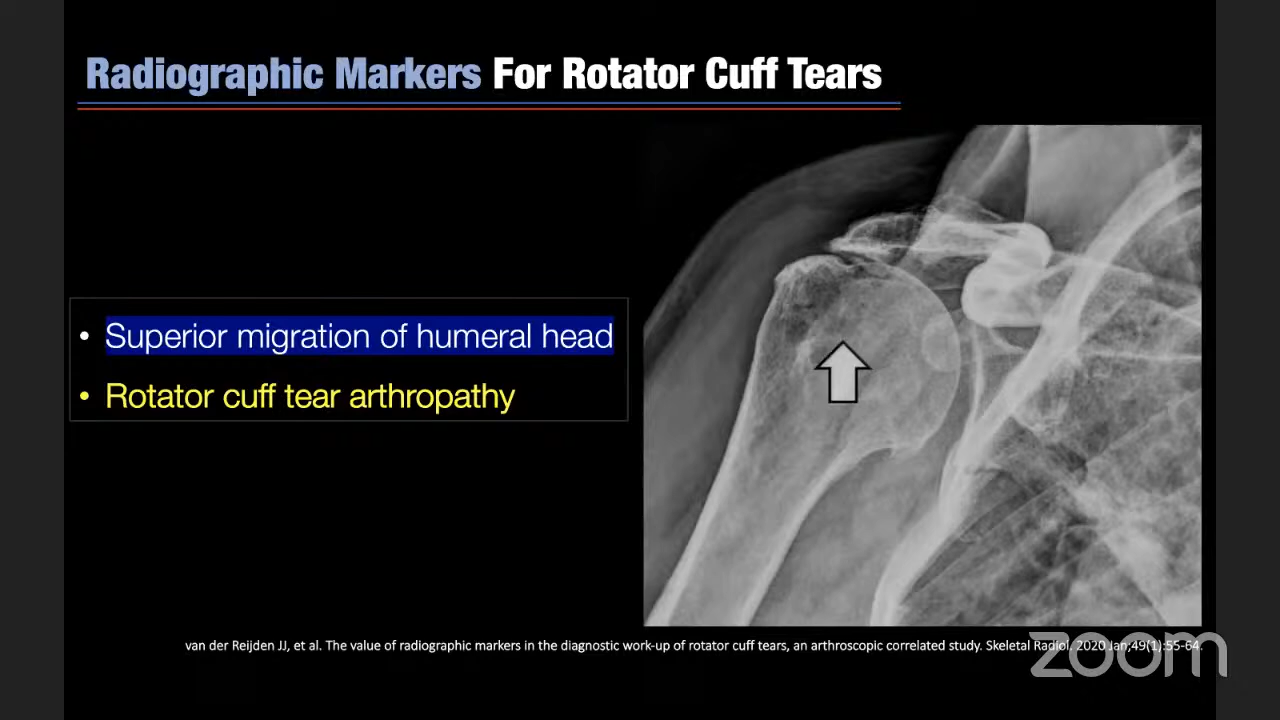 Radiographic Markers For Rotator Cuff Tears
• Superior migration of humeral head
• Rotator cuff tear arthropathy
van der Reijden JJ, et al. The value of radiographic markers in the diagnostic work-up of rotator cuff tears, an arthroscopic correlated study. Skeletal Radiol. 2020 Jan;49(1):55-64.
zoom